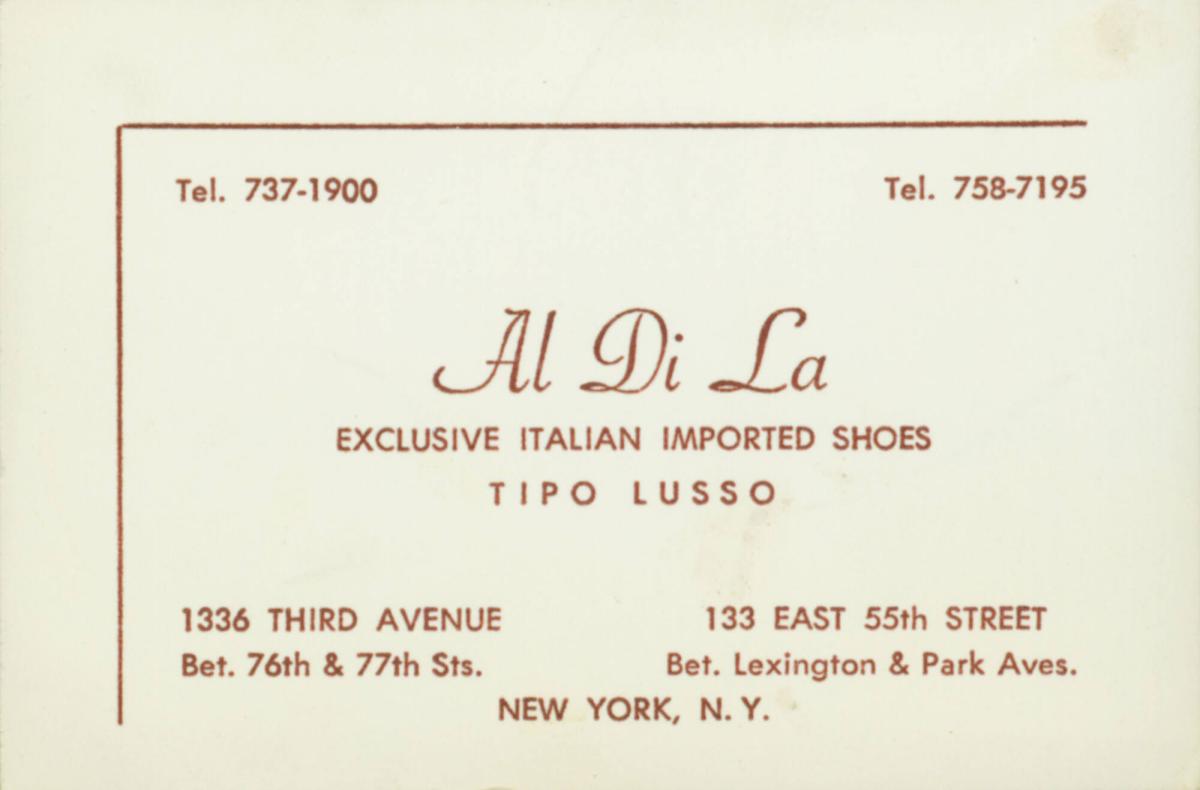 Tel. 737-1900 Tel. 758-7195
Al Di La
EXCLUSIVE ITALIAN IMPORTED SHOES
TIPO LUSSO
1336 THIRD AVENUE 133 EAST 55th STREET
Bet. 76th & 77th Sts. Bet. Lexington & Park Aves.
NEW YORK, N. Y.